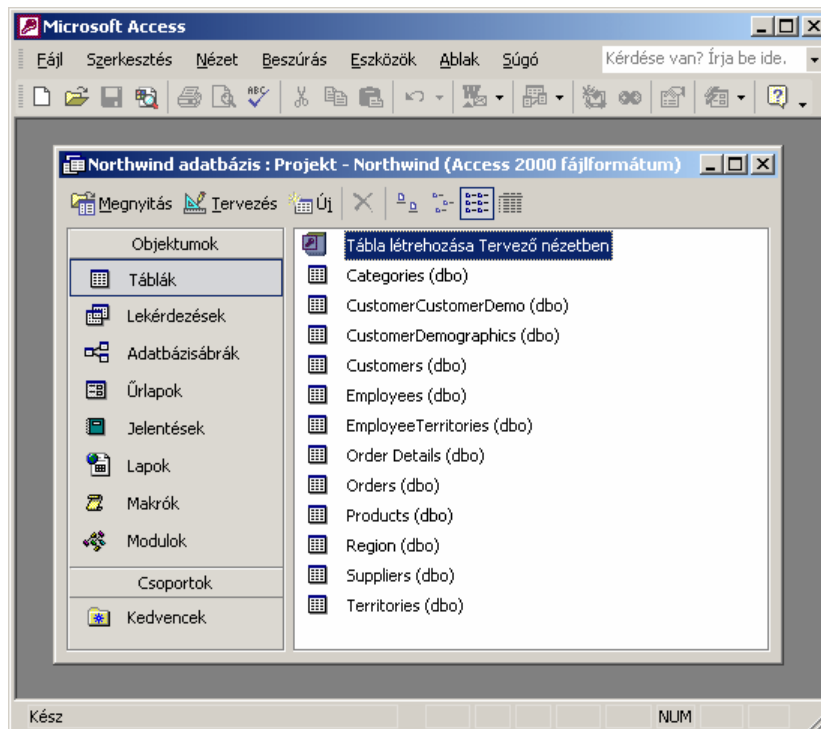 Microsoft Access
Fájl Szerkesztés Nézet Beszúrás Eszközök Ablak Súgó Kérdése van? Írja be ide.
Northwind adatbázis : Projekt - Northwind (Access 2000 fájlformátum)
Megnyitás Tervezés Új
Objektumok
Táblák
Lekérdezések
Adatbázisábrák
Űrlapok
Jelentések
Lapok
Makrók
Modulok
Csoportok
Kedvencek
Tábla létrehozása Tervező nézetben
Categories (dbo)
CustomerCustomerDemo (dbo)
CustomerDemographics (dbo)
Customers (dbo)
Employees (dbo)
EmployeeTerritories (dbo)
Order Details (dbo)
Orders (dbo)
Products (dbo)
Region (dbo)
Suppliers (dbo)
Territories (dbo)
Kész NUM